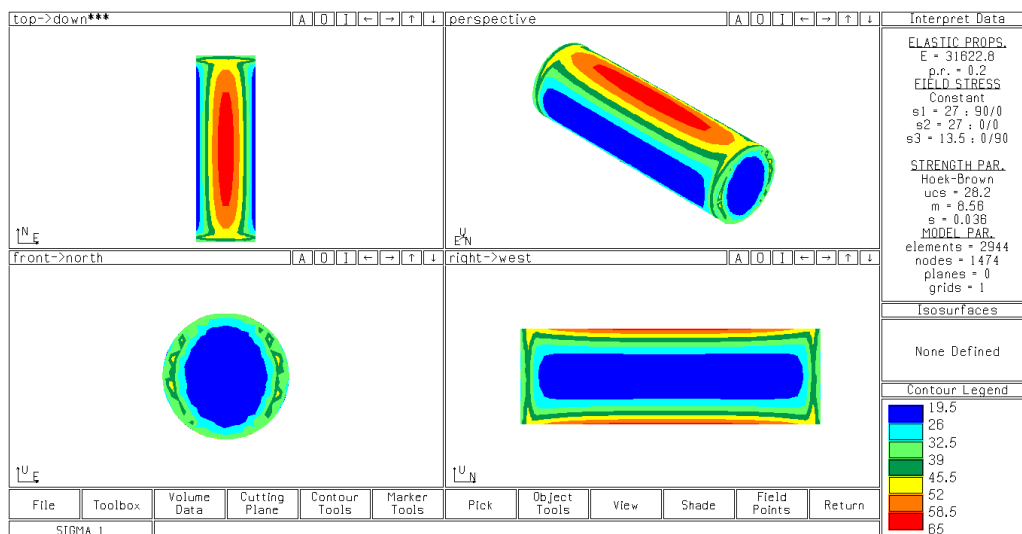 top->down*** A O I ← → ↑ ↓ perspective A O I ← → ↑ ↓ Interpret Data
ELASTIC PROPS.
E = 31622.8
p.r. = 0.2
FIELD STRESS
Constant
s1 = 27 : 90/0
s2 = 27 : 0/0
s3 = 13.5 : 0/90
STRENGTH PAR.
Hoek-Brown
ucs = 28.2
m = 8.56
s = 0.036
MODEL PAR.
elements = 2944
nodes = 1474
planes = 0
grids = 1
N E
U E N
front->north A O I ← → ↑ ↓ right->west A O I ← → ↑ ↓
Isosurfaces
None Defined
Contour Legend
19.5
26
32.5
39
45.5
52
58.5
65
U E
U N
File Toolbox Volume Data Cutting Plane Contour Tools Marker Tools Pick Object Tools View Shade Field Points Return
SIGMA 1